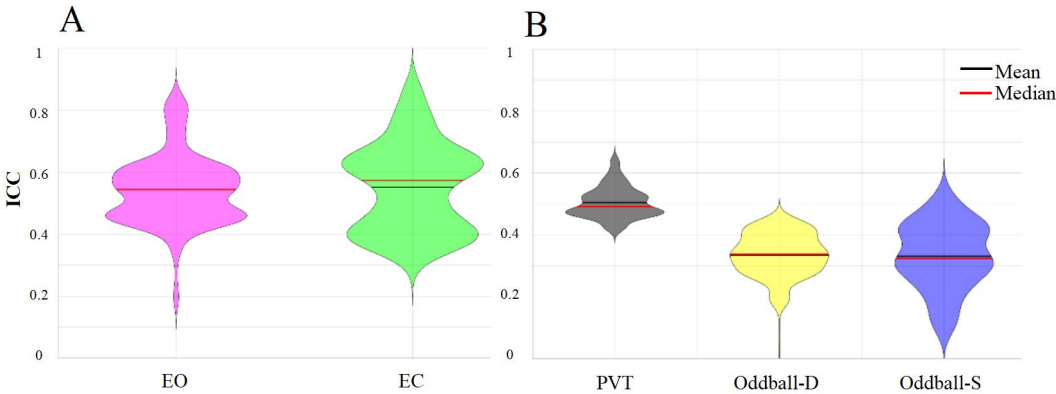 A
B
1
0.8
0.6
0.4
0.2
0
ICC
EO
EC
1
0.8
0.6
0.4
0.2
0
Mean
Median
PVT
Oddball-D
Oddball-S